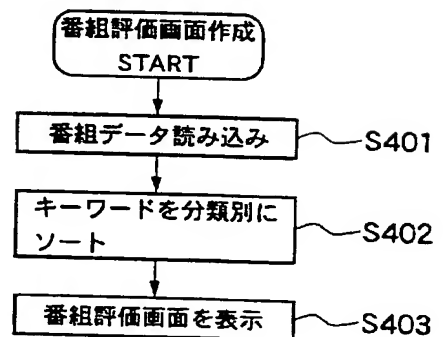 番組評価画面作成
START
番組データ読み込み
S401
キーワードを分類別に
ソート
S402
番組評価画面を表示
S403